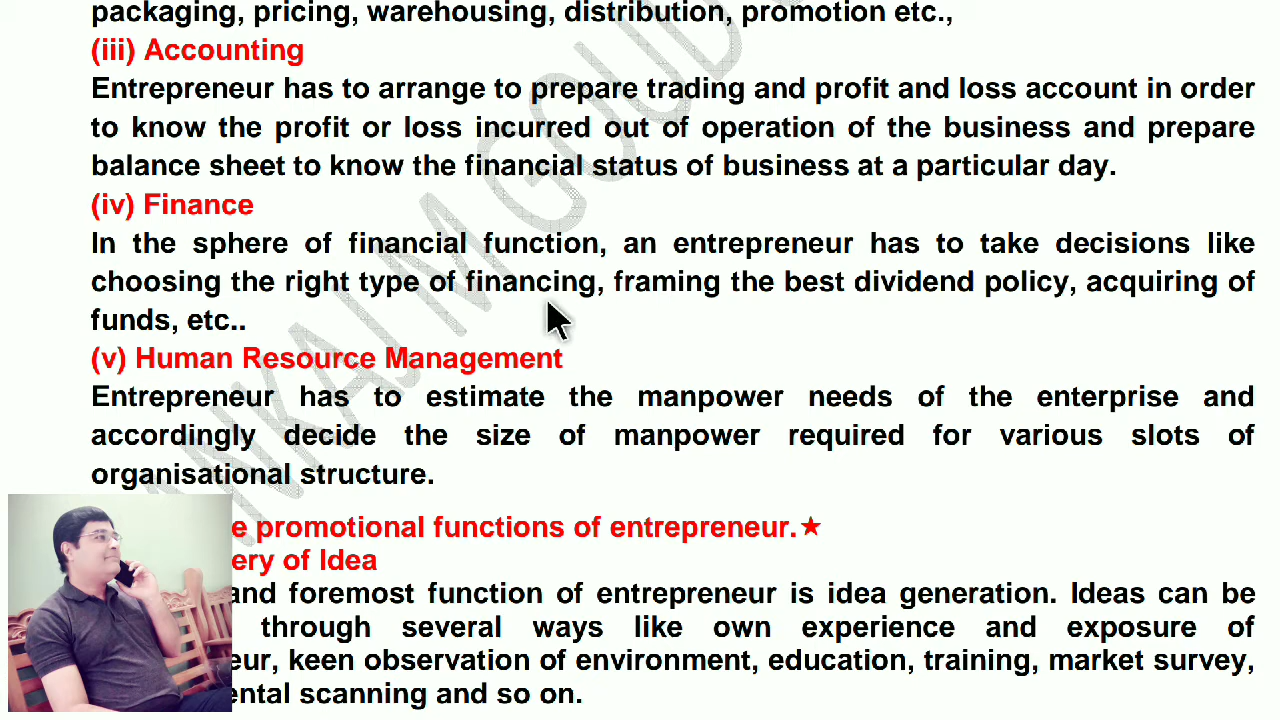 packaging, pricing, warehousing, distribution, promotion etc.,
(iii) Accounting
Entrepreneur has to arrange to prepare trading and profit and loss account in order
to know the profit or loss incurred out of operation of the business and prepare
balance sheet to know the financial status of business at a particular day.
(iv) Finance
In the sphere of financial function, an entrepreneur has to take decisions like
choosing the right type of financing, framing the best dividend policy, acquiring of
funds, etc..
(v) Human Resource Management
Entrepreneur has to estimate the manpower needs of the enterprise and
accordingly decide the size of manpower required for various slots of
organisational structure.
promotional functions of entrepreneur.★
of Idea
and foremost function of entrepreneur is idea generation. Ideas can be
through several ways like own experience and exposure of
keen observation of environment, education, training, market survey,
scanning and so on.